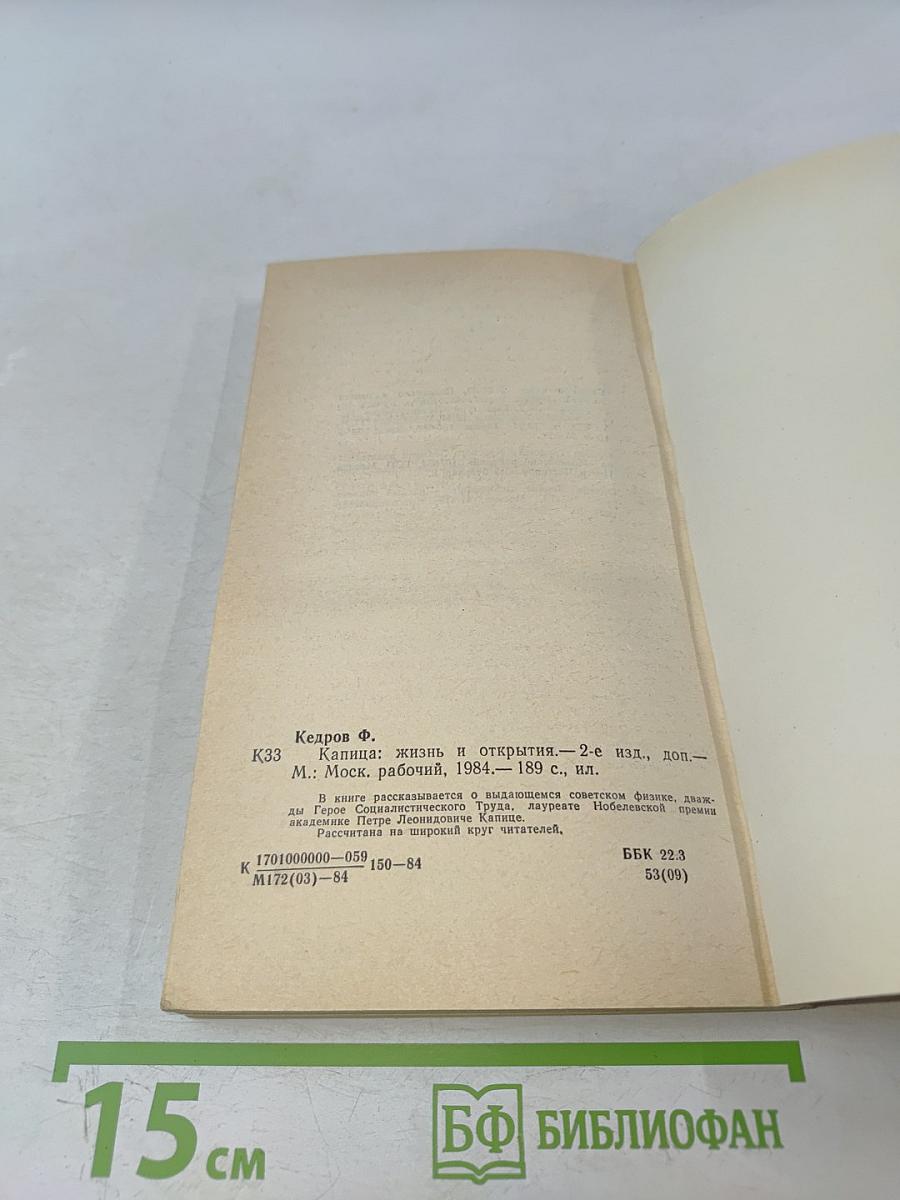 Кедров Ф.
К33 Капица: жизнь и открытия.— 2-е изд., доп.—
М.: Моск. рабочий, 1984.— 189 с., ил.
В книге рассказывается о выдающемся советском физике, дваж-
ды Герое Социалистического Труда, лауреате Нобелевской премии
академике Петре Леонидовиче Капице.
Рассчитана на широкий круг читателей.
К 1701000000—059 150—84
М172(03)—84
ББК 22.3
53(09)
15 см
БФ БИБЛИОФАН